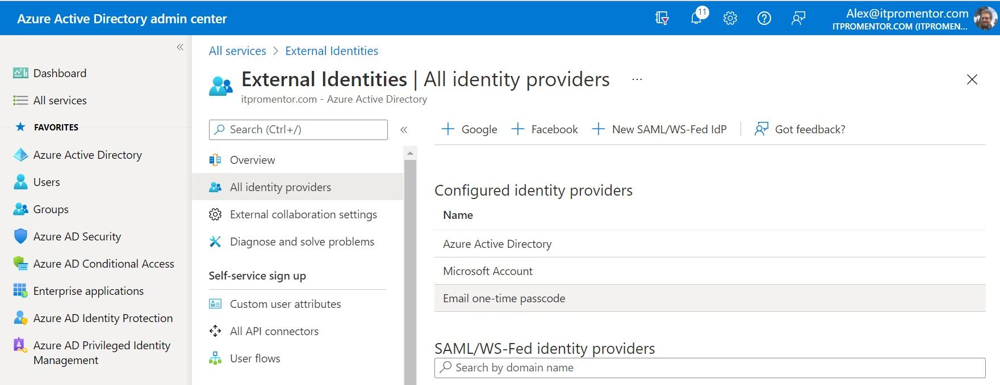 Azure Active Directory admin center
11
Alex@itpromentor.com
ITPROMENTOR.COM (ITPROMEN...
Dashboard
All services
FAVORITES
Azure Active Directory
Users
Groups
Azure AD Security
Azure AD Conditional Access
Enterprise applications
Azure AD Identity Protection
Azure AD Privileged Identity
Management
All services > External Identities
External Identities | All identity providers ...
itpromentor.com - Azure Active Directory
Search (Ctrl+/)
Overview
All identity providers
External collaboration settings
Diagnose and solve problems
Self-service sign up
Custom user attributes
All API connectors
User flows
Google Facebook New SAML/WS-Fed IdP Got feedback?
Configured identity providers
Name
Azure Active Directory
Microsoft Account
Email one-time passcode
SAML/WS-Fed identity providers
Search by domain name